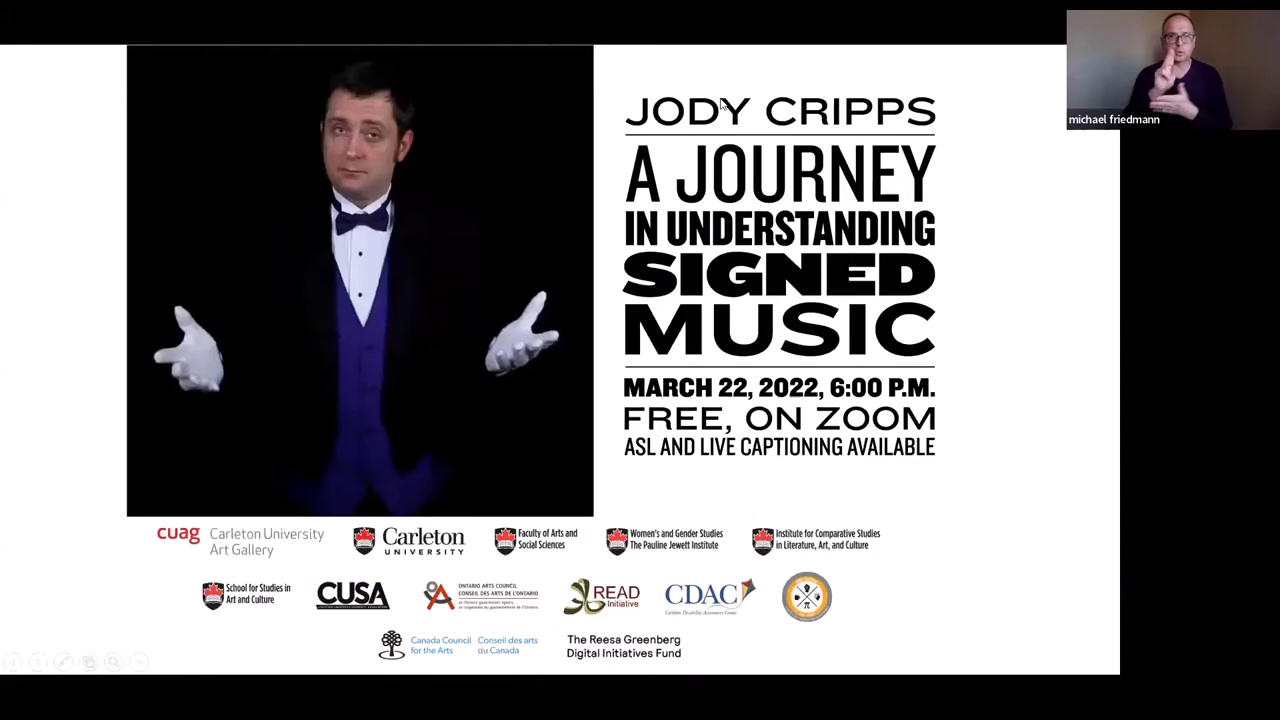 michael friedmann
JODY CRIPPS
A JOURNEY
IN UNDERSTANDING
SIGNED
MUSIC
MARCH 22, 2022, 6:00 P.M.
FREE, ON ZOOM
ASL AND LIVE CAPTIONING AVAILABLE
cuag Carleton University
Art Gallery
Carleton
UNIVERSITY
Faculty of Arts and
Social Sciences
Women's and Gender Studies
The Pauline Jewett Institute
Institute for Comparative Studies
in Literature, Art, and Culture
School for Studies in
Art and Culture
CUSA
ONTARIO ARTS COUNCIL
CONSEIL DES ARTS DE L'ONTARIO
READ
Initiative
CDAC
Canada Council
for the Arts
Conseil des arts
du Canada
The Reesa Greenberg
Digital Initiatives Fund